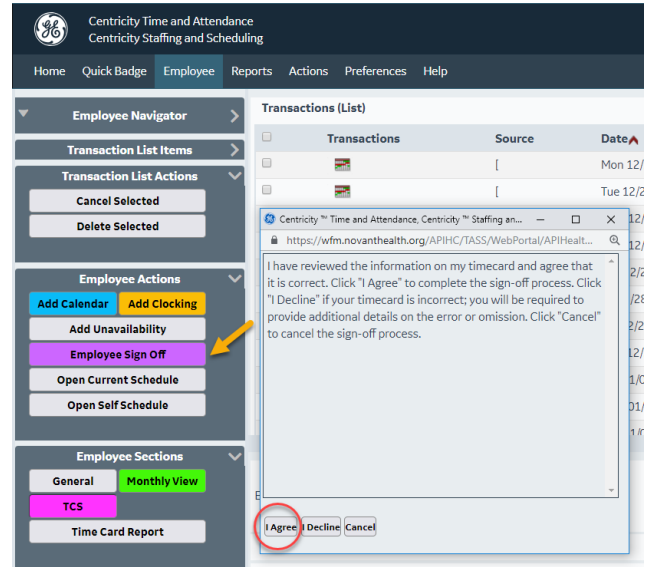 Centricity Time and Attendance
Centricity Staffing and Scheduling
Home Quick Badge Employee Reports Actions Preferences Help
Employee Navigator
Transaction List Items
Transaction List Actions
Cancel Selected
Delete Selected
Employee Actions
Add Calendar Add Clocking
Add Unavailability
Employee Sign Off
Open Current Schedule
Open Self Schedule
Employee Sections
General Monthly View
TCS
Time Card Report
Transactions (List)
Transactions Source Date
[ Mon 12/
[ Tue 12/2
Centricity ™ Time and Attendance, Centricity ™ Staffing an...
https://wfm.novanthealth.org/APIHC/TASS/WebPortal/APIHealt...
I have reviewed the information on my timecard and agree that
it is correct. Click "I Agree" to complete the sign-off process. Click
"I Decline" if your timecard is incorrect; you will be required to
provide additional details on the error or omission. Click "Cancel"
to cancel the sign-off process.
I Agree I Decline Cancel